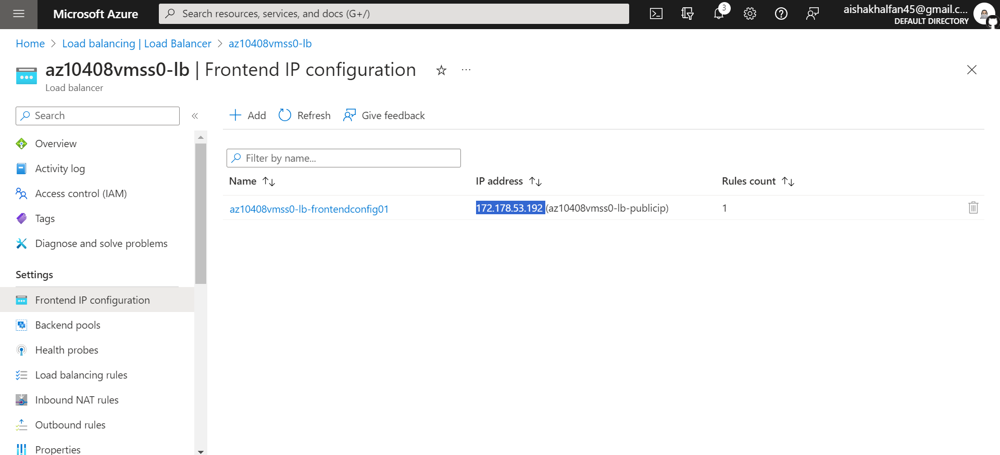 Microsoft Azure
Search resources, services, and docs (G+/)
3
aishakhalfan45@gmail.c...
DEFAULT DIRECTORY
Home > Load balancing | Load Balancer > az10408vmss0-lb
az10408vmss0-lb | Frontend IP configuration
Load balancer
Search
Add
Refresh
Give feedback
Overview
Activity log
Access control (IAM)
Tags
Diagnose and solve problems
Settings
Frontend IP configuration
Backend pools
Health probes
Load balancing rules
Inbound NAT rules
Outbound rules
Properties
Filter by name...
Name IP address Rules count
az10408vmss0-lb-frontendconfig01 172.178.53.192 (az10408vmss0-lb-publicip) 1